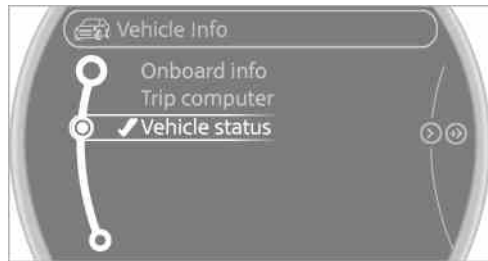 Vehicle Info
Onboard info
Trip computer
Vehicle status